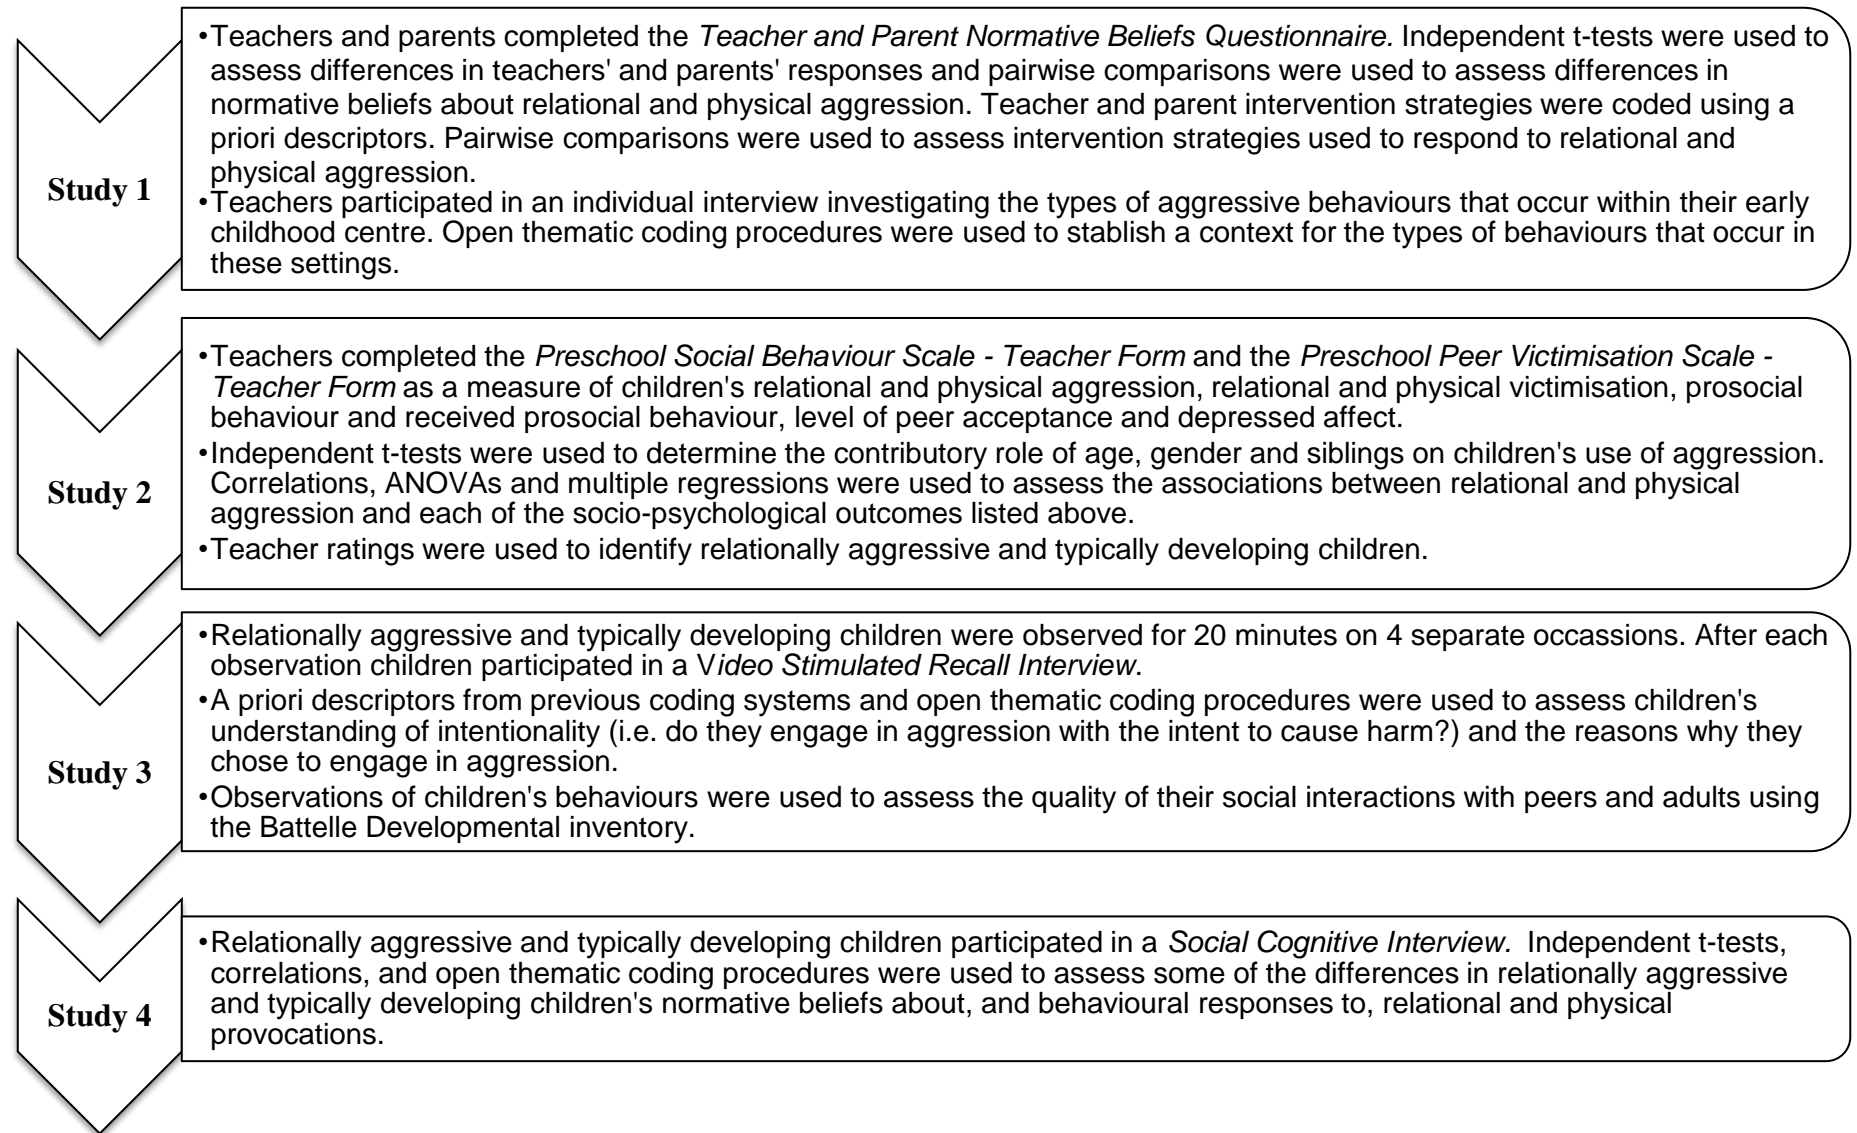 •Teachers and parents completed the Teacher and Parent Normative Beliefs Questionnaire. Independent t-tests were used to
assess differences in teachers' and parents' responses and pairwise comparisons were used to assess differences in
normative beliefs about relational and physical aggression. Teacher and parent intervention strategies were coded using a
priori descriptors. Pairwise comparisons were used to assess intervention strategies used to respond to relational and
physical aggression.
Study 1
•Teachers participated in an individual interview investigating the types of aggressive behaviours that occur within their early
childhood centre. Open thematic coding procedures were used to stablish a context for the types of behaviours that occur in
these settings.
•Teachers completed the Preschool Social Behaviour Scale - Teacher Form and the Preschool Peer Victimisation Scale -
Teacher Form as a measure of children's relational and physical aggression, relational and physical victimisation, prosocial
behaviour and received prosocial behaviour, level of peer acceptance and depressed affect.
•Independent t-tests were used to determine the contributory role of age, gender and siblings on children's use of aggression.
Study 2
Correlations, ANOVAs and multiple regressions were used to assess the associations between relational and physical
aggression and each of the socio-psychological outcomes listed above.
•Teacher ratings were used to identify relationally aggressive and typically developing children.
•Relationally aggressive and typically developing children were observed for 20 minutes on 4 separate occassions. After each
observation children participated in a Video Stimulated Recall Interview.
•A priori descriptors from previous coding systems and open thematic coding procedures were used to assess children's
understanding of intentionality (i.e. do they engage in aggression with the intent to cause harm?) and the reasons why they
chose to engage in aggression.
Study 3
•Observations of children's behaviours were used to assess the quality of their social interactions with peers and adults using
the Battelle Developmental inventory.
•Relationally aggressive and typically developing children participated in a Social Cognitive Interview. Independent t-tests,
correlations, and open thematic coding procedures were used to assess some of the differences in relationally aggressive
and typically developing children's normative beliefs about, and behavioural responses to, relational and physical
Study 4
provocations.